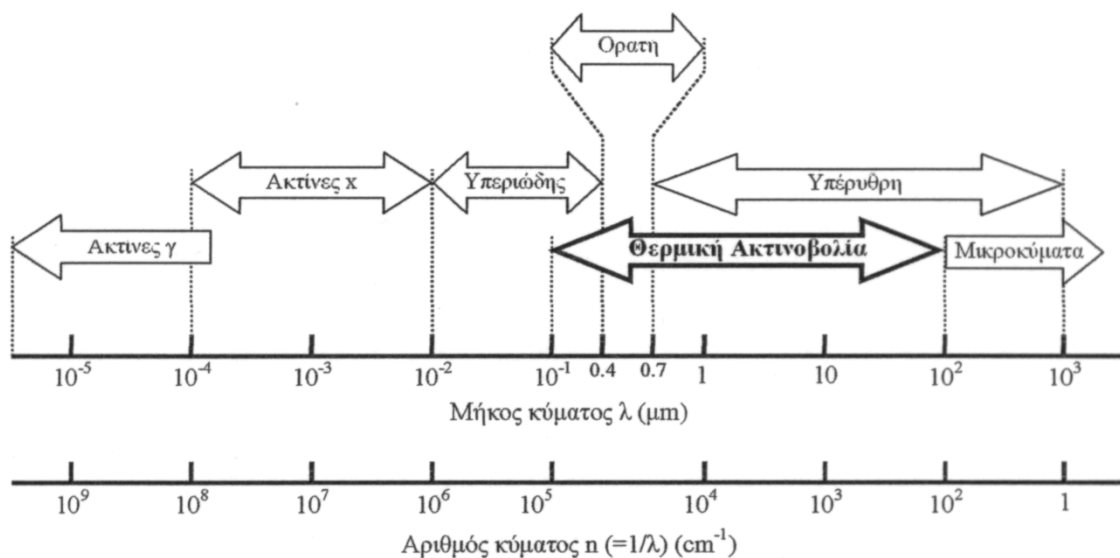 Ορατη
Ακτίνες x Υπεριώδης Υπέρυθρη
Ακτινες γ Θερμική Ακτινοβολία Μικροκύματα
10⁻⁵ 10⁻⁴ 10⁻³ 10⁻² 10⁻¹ 0.4 0.7 1 10 10² 10³
Μήκος κύματος λ (μm)
10⁹ 10⁸ 10⁷ 10⁶ 10⁵ 10⁴ 10³ 10² 1
Αριθμός κύματος n (=1/λ) (cm⁻¹)